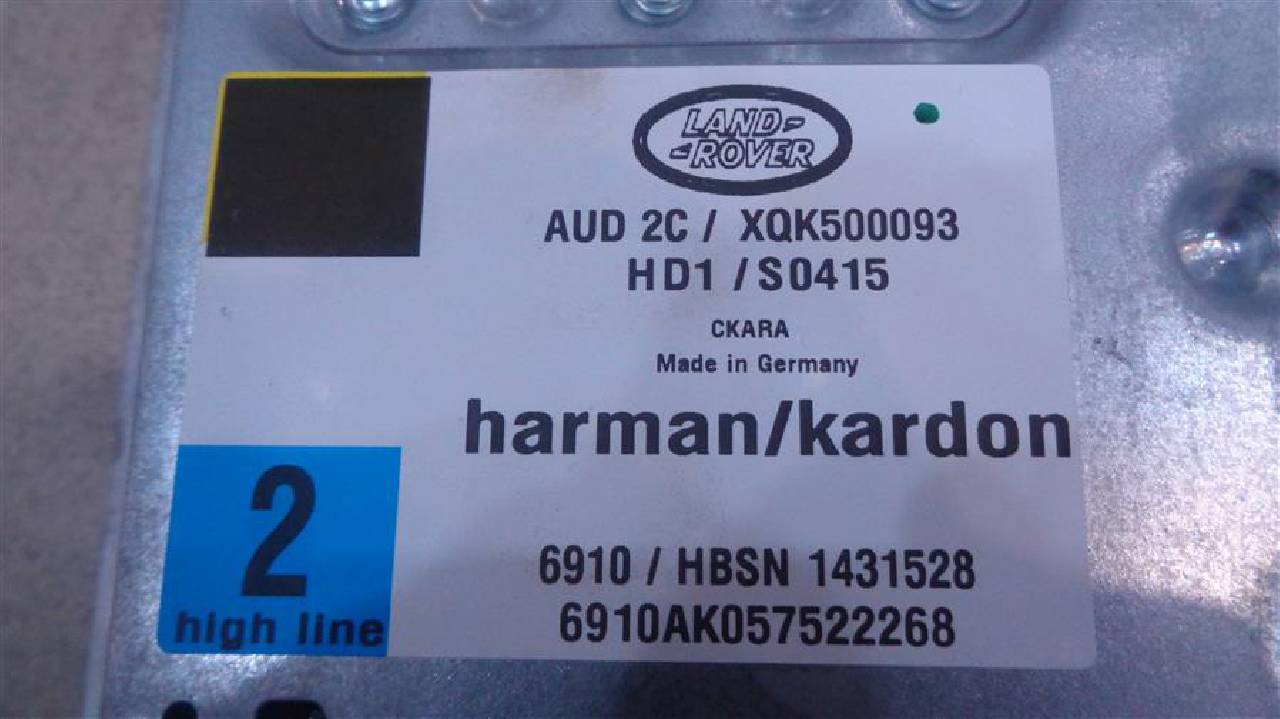 LAND-
-ROVER
AUD 2C / XQK500093
HD1 / S0415
CKARA
Made in Germany
harman/kardon
2
high line
6910 / HBSN 1431528
6910AK057522268